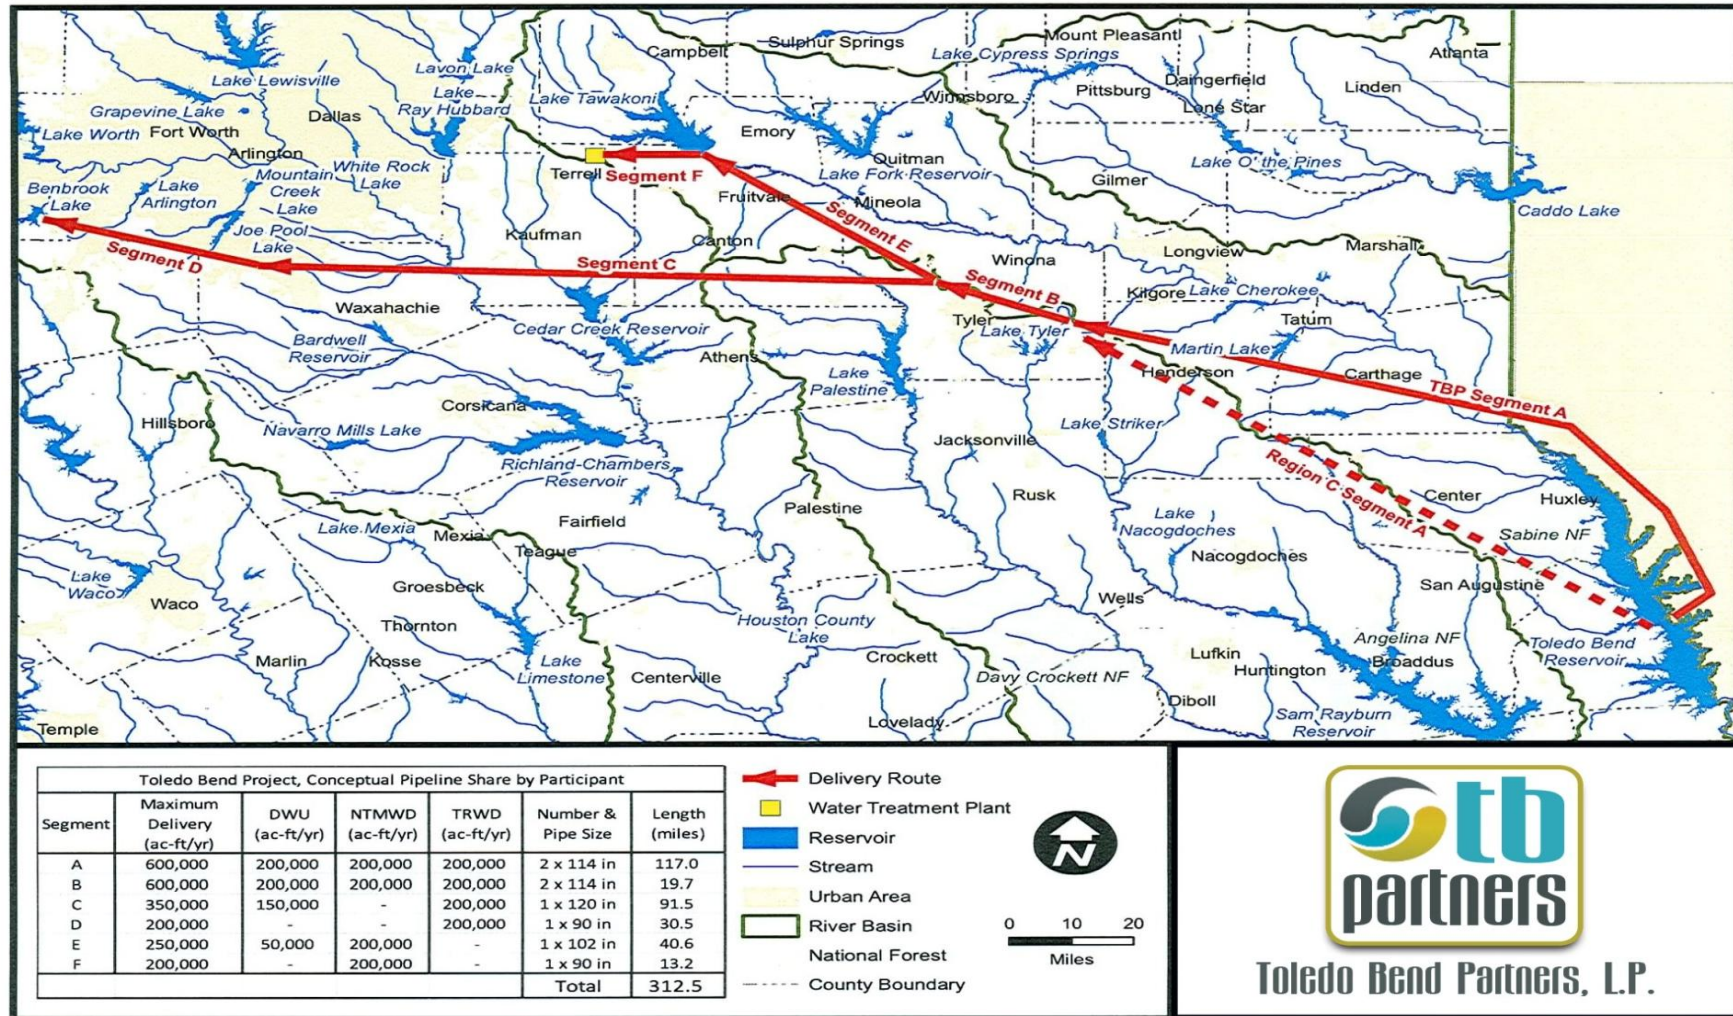 Campbell
Sulphur Springs
Mount Pleasant
Atlanta
Lake Lewisville
Lavon Lake
Lake Cypress Springs
Daingerfield
Linden
Grapevine Lake
Dallas
Lake
Ray Hubbard
Lake Tawakoni
Winnsboro
Pittsburg
Lone Star
Lake Worth
Fort Worth
Arlington
Emory
Quitman
Lake Fork Reservoir
Lake O' the Pines
Benbrook
Lake
Lake
Arlington
Mountain
Creek
Lake
White Rock
Lake
Terrell
Segment F
Fruitvale
Mineola
Gilmer
Caddo Lake
Joe Pool
Lake
Segment D
Kaufman
Canton
Segment E
Winona
Longview
Marshall
Segment C
Segment B
Kilgore
Lake Cherokee
Waxahachie
Bardwell
Reservoir
Cedar Creek Reservoir
Tyler
Lake Tyler
Tatum
Martin Lake
Athens
Lake
Palestine
Henderson
Carthage
TBP Segment A
Hillsboro
Corsicana
Navarro Mills Lake
Richland-Chambers
Reservoir
Jacksonville
Lake Striker
Region C Segment A
Center
Huxley
Rusk
Palestine
Fairfield
Lake Mexia
Mexia
Teague
Lake
Nacogdoches
Nacogdoches
Sabine NF
San Augustine
Lake
Waco
Waco
Groesbeck
Thornton
Houston County
Lake
Wells
Angelina NF
Toledo Bend
Reservoir
Marlin
Kosse
Lake
Limestone
Centerville
Crockett
Davy Crockett NF
Lufkin
Huntington
Broaddus
Diboll
Temple
Lovelady
Sam Rayburn
Reservoir
Toledo Bend Project, Conceptual Pipeline Share by Participant
Segment Maximum Delivery (ac-ft/yr) DWU (ac-ft/yr) NTMWD (ac-ft/yr) TRWD (ac-ft/yr) Number & Pipe Size Length (miles)
A 600,000 200,000 200,000 200,000 2 x 114 in 117.0
B 600,000 200,000 200,000 200,000 2 x 114 in 19.7
C 350,000 150,000 - 200,000 1 x 120 in 91.5
D 200,000 - - 200,000 1 x 90 in 30.5
E 250,000 50,000 200,000 - 1 x 102 in 40.6
F 200,000 - 200,000 - 1 x 90 in 13.2
Total 312.5
Delivery Route
Water Treatment Plant
Reservoir
Stream
Urban Area
River Basin
National Forest
County Boundary
N
0 10 20
Miles
tb
partners
Toledo Bend Partners, L.P.